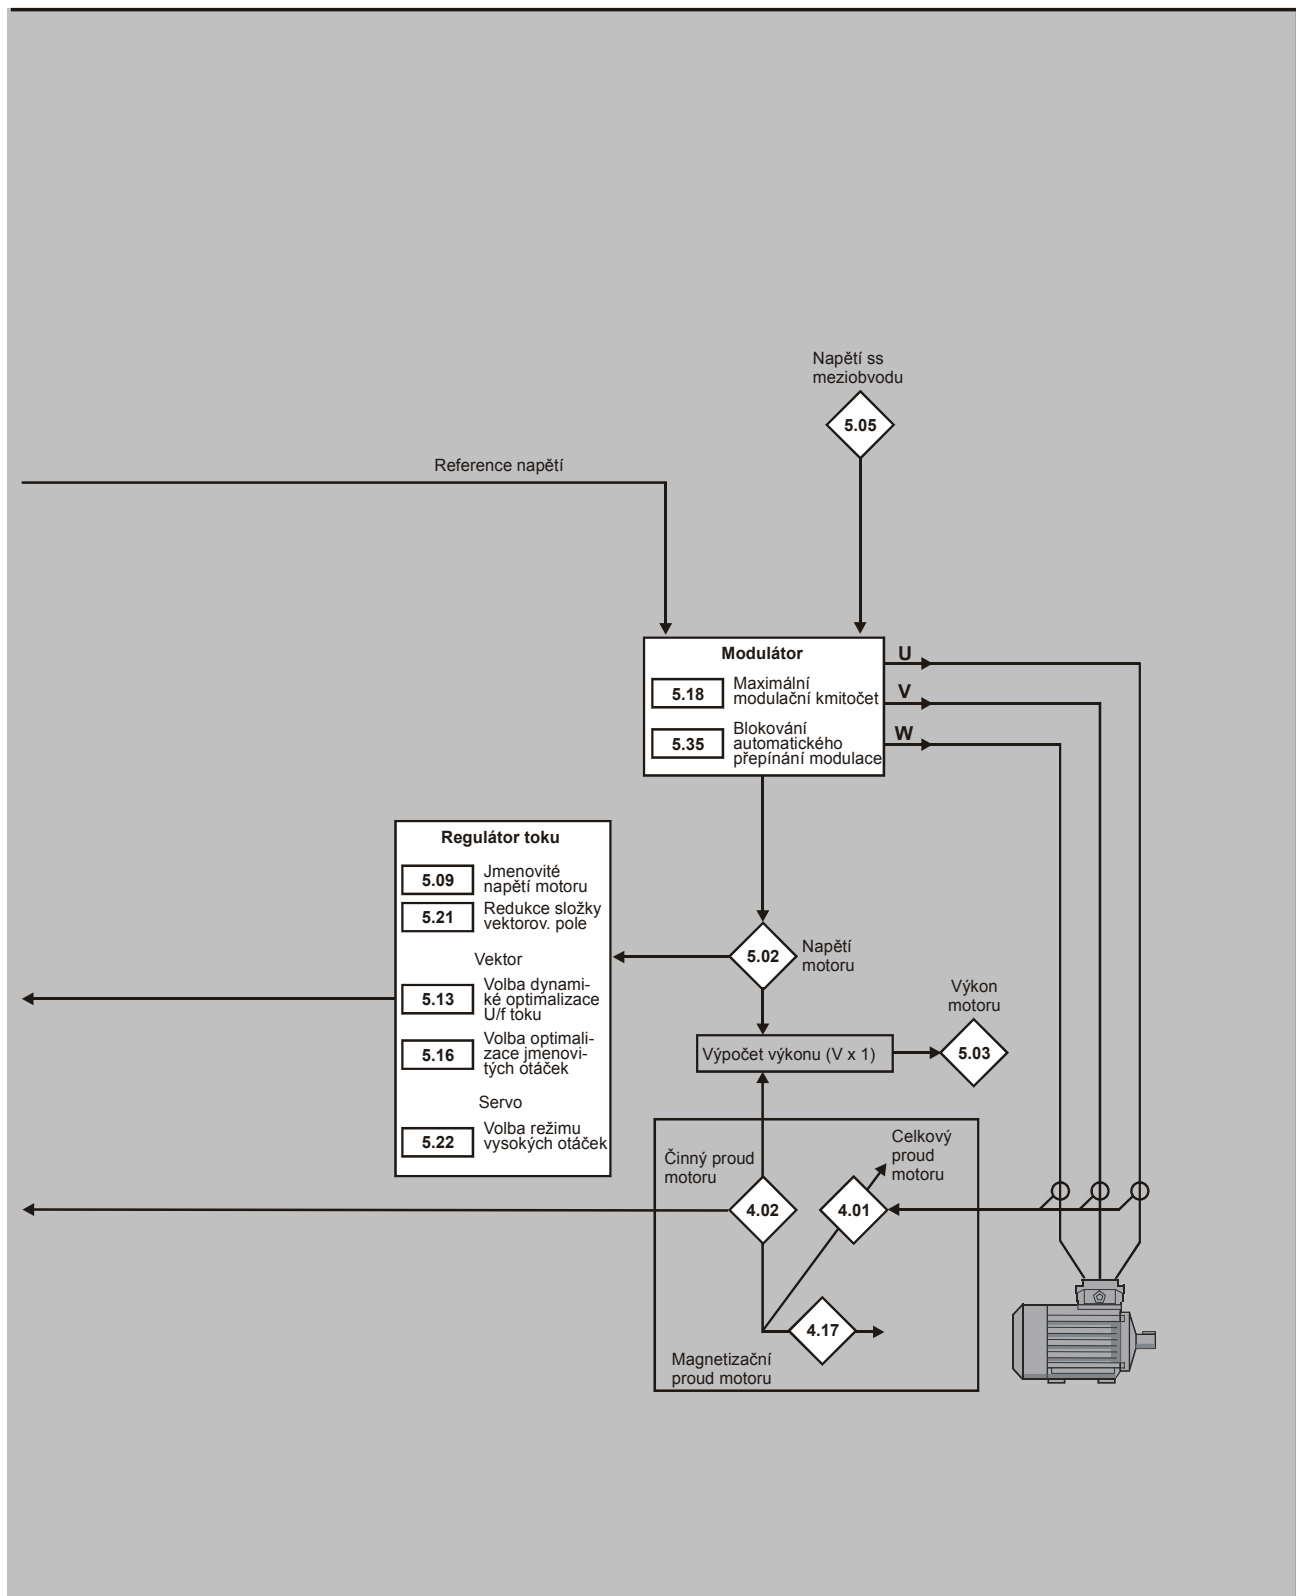 Napětí ss
meziobvodu
5.05
Reference napětí
Modulátor
5.18
Maximální
modulační kmitočet
5.35
Blokování
automatického
přepínání modulace
U
V
W
Regulátor toku
5.09
Jmenovité
napětí motoru
5.21
Redukce složky
vektorov. pole
Vektor
5.13
Volba dynami-
ké optimalizace
U/f toku
5.16
Volba optimali-
zace jmenovi-
tých otáček
Servo
5.22
Volba režimu
vysokých otáček
5.02
Napětí
motoru
Výkon
motoru
5.03
Výpočet výkonu (V x 1)
Činný proud
motoru
4.02
Celkový
proud
motoru
4.01
4.17
Magnetizační
proud motoru